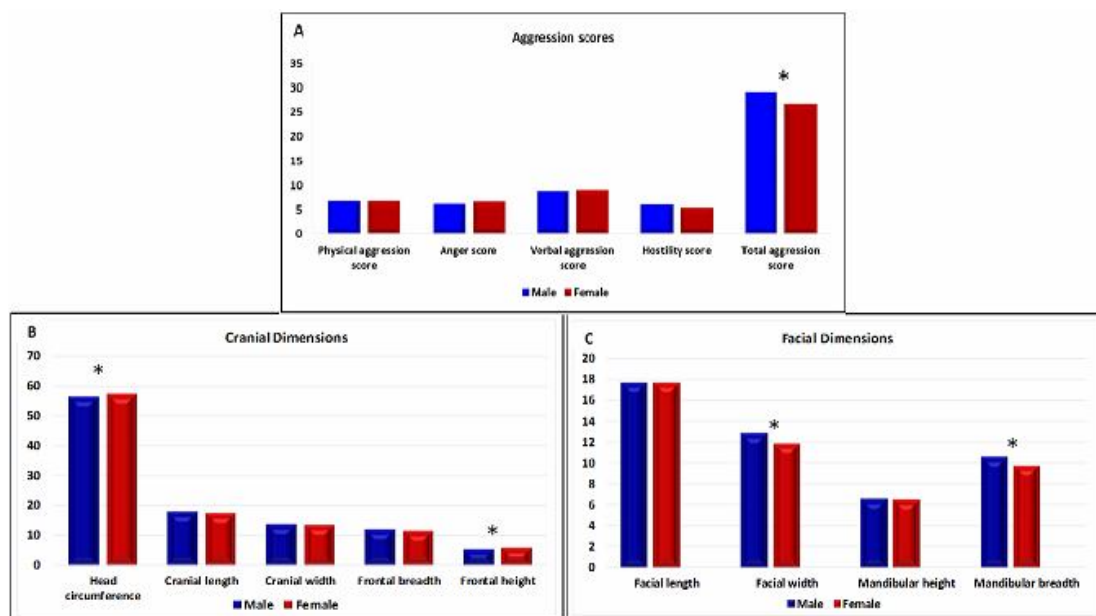 A
Aggression scores
35
30
25
20
15
10
5
0
*
Physical aggression score
Anger score
Verbal aggression score
Hostility score
Total aggression score
Male Female
B
Cranial Dimensions
70
60
50
40
30
20
10
0
*
*
Head circumference
Cranial length
Cranial width
Frontal breadth
Frontal height
Male Female
C
Facial Dimensions
20
18
16
14
12
10
8
6
4
2
0
*
*
Facial length
Facial width
Mandibular height
Mandibular breadth
Male Female